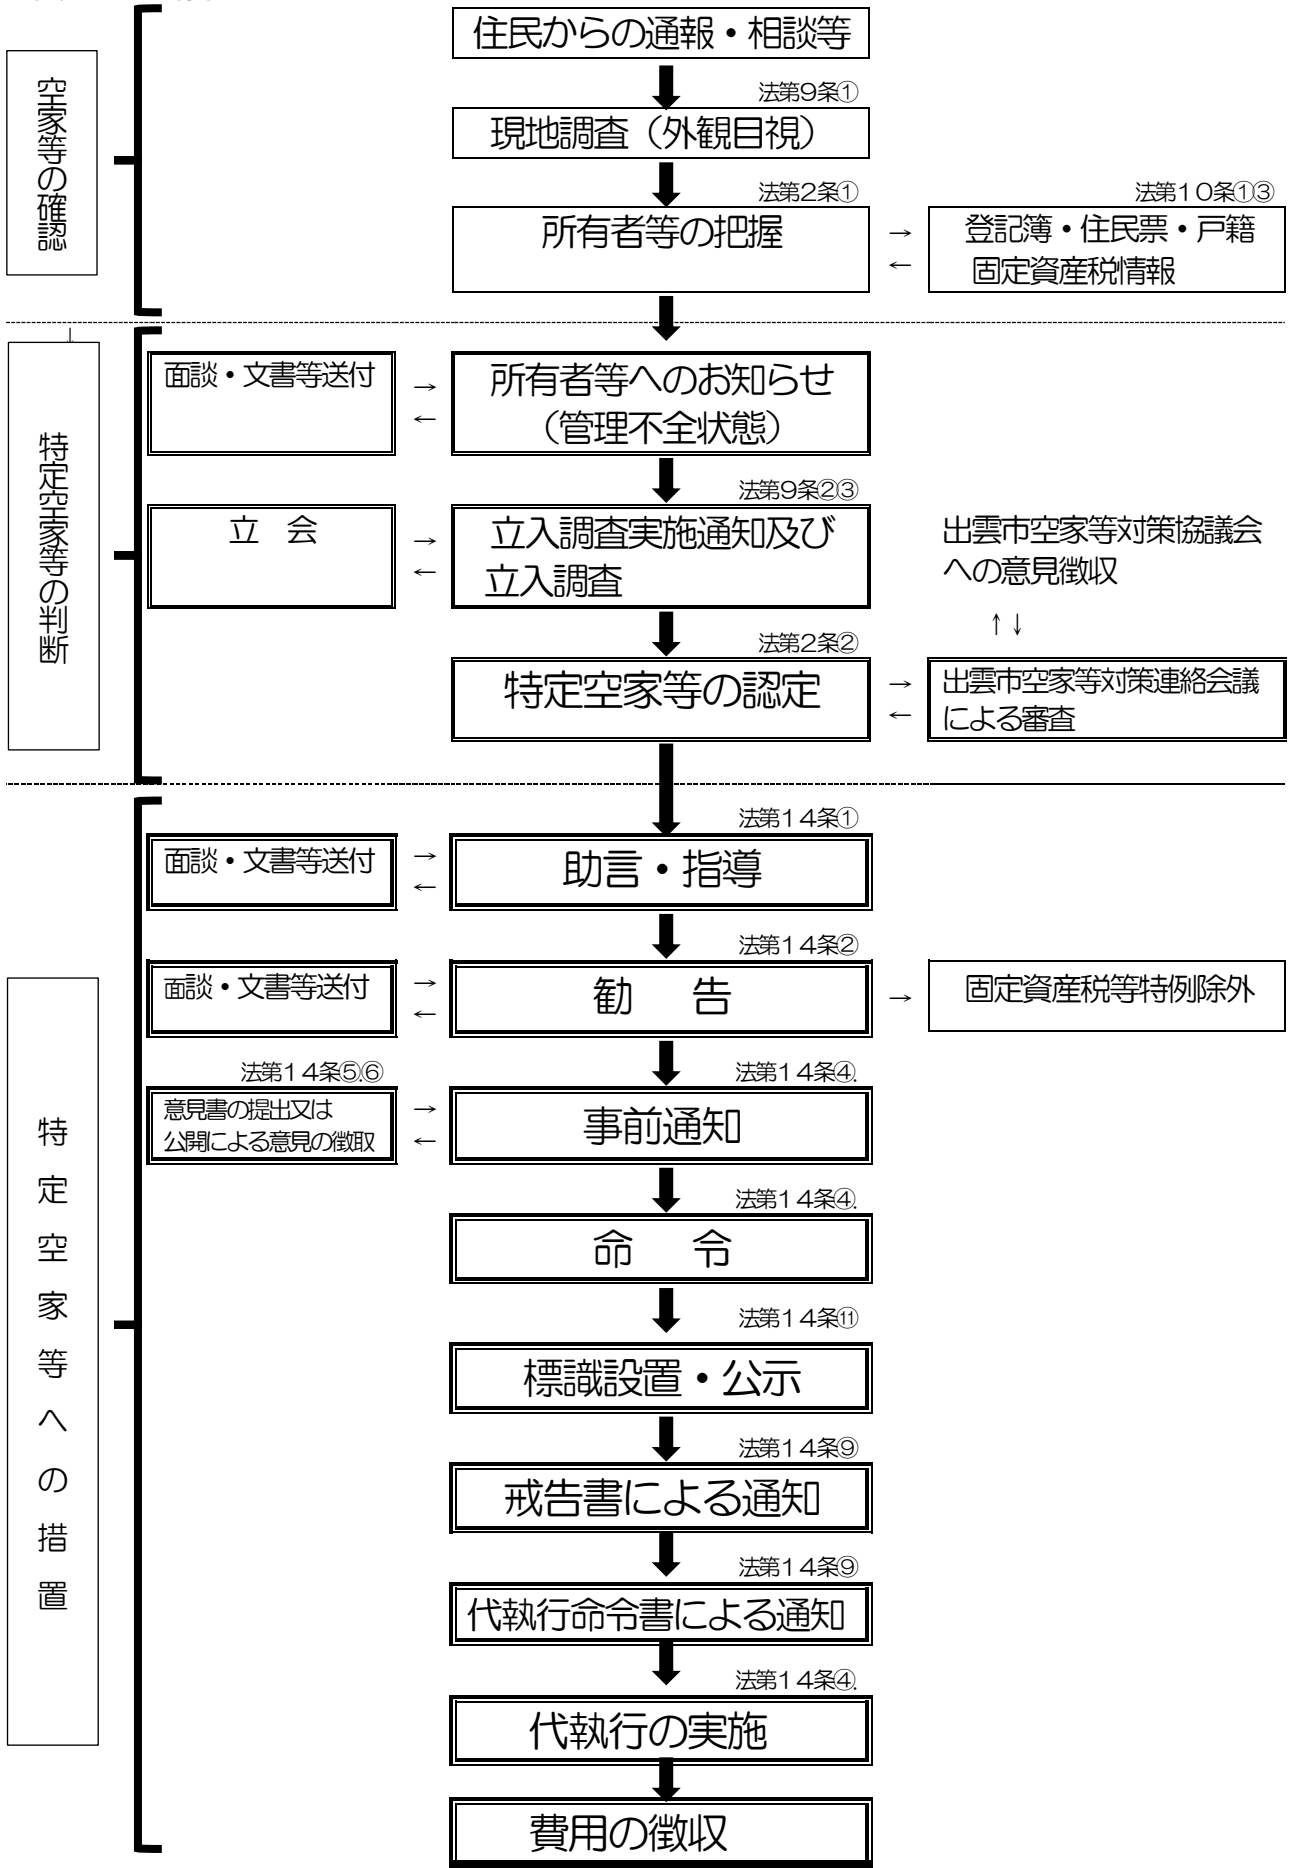 住民からの通報・相談等
法第9条①
現地調査（外観目視）
法第2条①
所有者等の把握
→
←
法第10条①③
登記簿・住民票・戸籍
固定資産税情報
空家等の確認
↓
面談・文書等送付
→
←
所有者等へのお知らせ
（管理不全状態）
法第9条②③
立　会
→
←
立入調査実施通知及び
立入調査
出雲市空家等対策協議会
への意見徴収
↑↓
法第2条②
特定空家等の認定
→
←
出雲市空家等対策連絡会議
による審査
特定空家等の判断
法第14条①
面談・文書等送付
→
←
助言・指導
法第14条②
面談・文書等送付
→
←
勧　告
→
固定資産税等特例除外
法第14条⑤.⑥
法第14条④.
意見書の提出又は
公開による意見の徴取
→
←
事前通知
法第14条④.
命　令
法第14条⑪
標識設置・公示
法第14条⑨
戒告書による通知
法第14条⑨
代執行命令書による通知
法第14条④.
代執行の実施
費用の徴収
特定空家等への措置